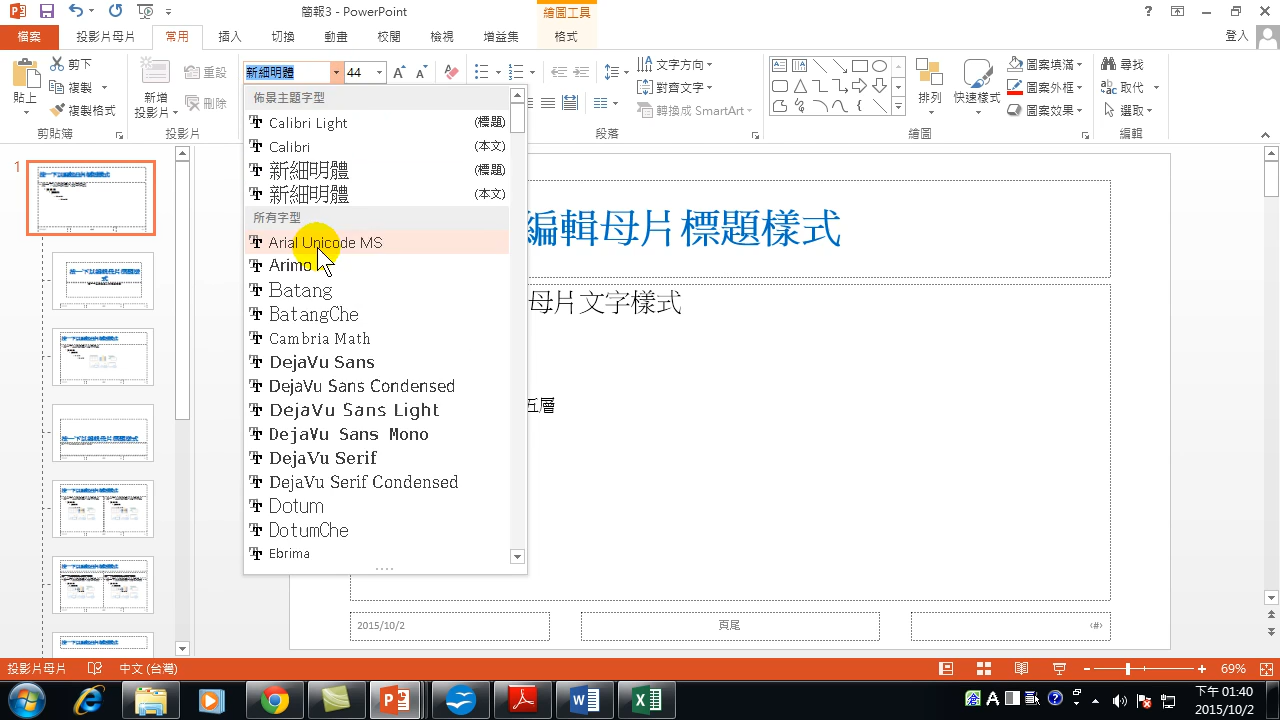 簡報3 - PowerPoint
繪圖工具
檔案 投影片母片 常用 插入 切換 動畫 校閱 檢視 增益集 格式 登入
貼上
剪下
複製
複製格式
剪貼簿
新增
投影片
重設
刪除
投影片
新細明體 44
文字方向
對齊文字
轉換成 SmartArt
段落
排列
快速樣式
圖案填滿
圖案外框
圖案效果
繪圖
尋找
取代
選取
編輯
佈景主題字型
Calibri Light (標題)
Calibri (本文)
新細明體
新細明體 (本文)
所有字型
Arial Unicode MS
Arimo
Batang
BatangChe
Cambria Math
DejaVu Sans
DejaVu Sans Condensed
DejaVu Sans Light
DejaVu Sans Mono
DejaVu Serif
DejaVu Serif Condensed
Dotum
DotumChe
Ebrima
1
編輯母片標題樣式
母片文字樣式
五層
2015/10/2
頁尾
‹#›
投影片母片 中文 (台灣) 69%
下午 01:40
2015/10/2